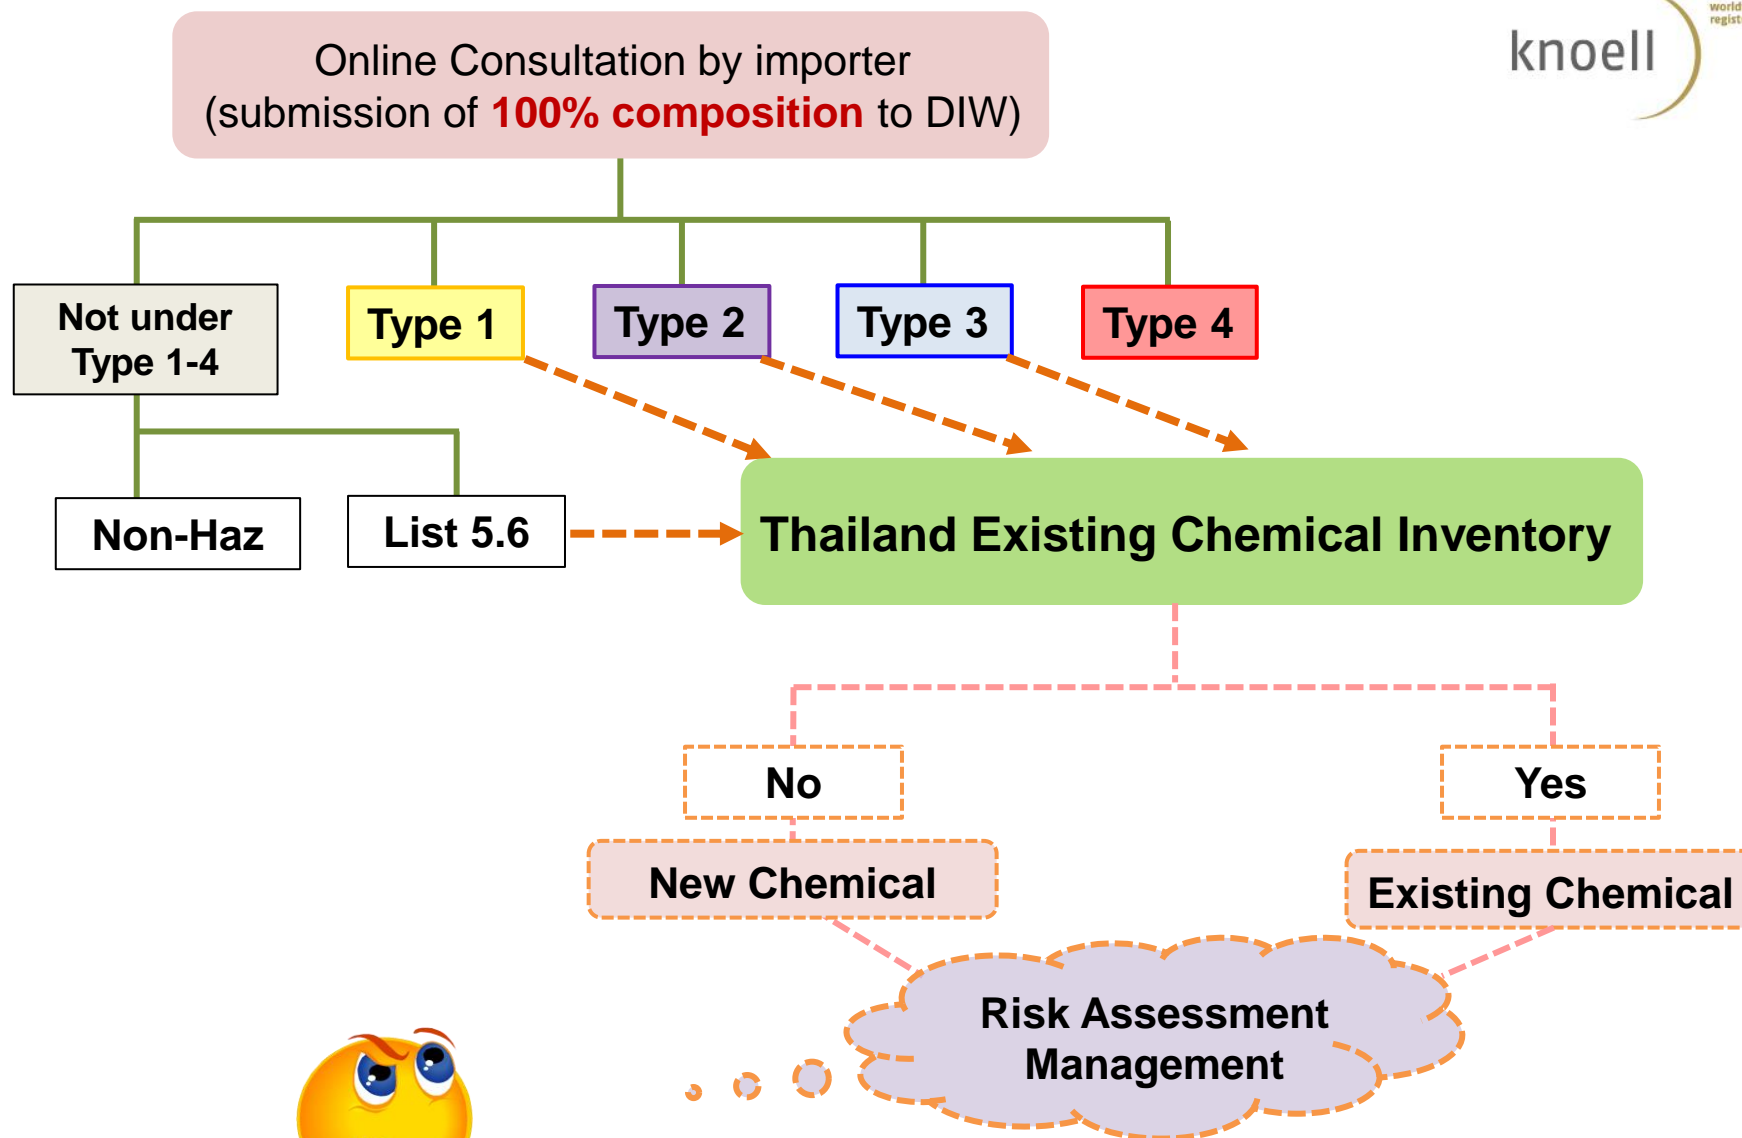 world
regist
knoell
Online Consultation by importer
(submission of 100% composition to DIW)
Not under
Type 1-4
Type 1
Type 2
Type 3
Type 4
Non-Haz
List 5.6
Thailand Existing Chemical Inventory
No
Yes
New Chemical
Existing Chemical
Risk Assessment
Management